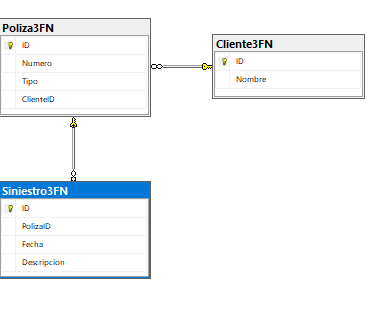 Poliza3FN
ID
Numero
Tipo
ClienteID
Cliente3FN
ID
Nombre
Siniestro3FN
ID
PolizaID
Fecha
Descripcion